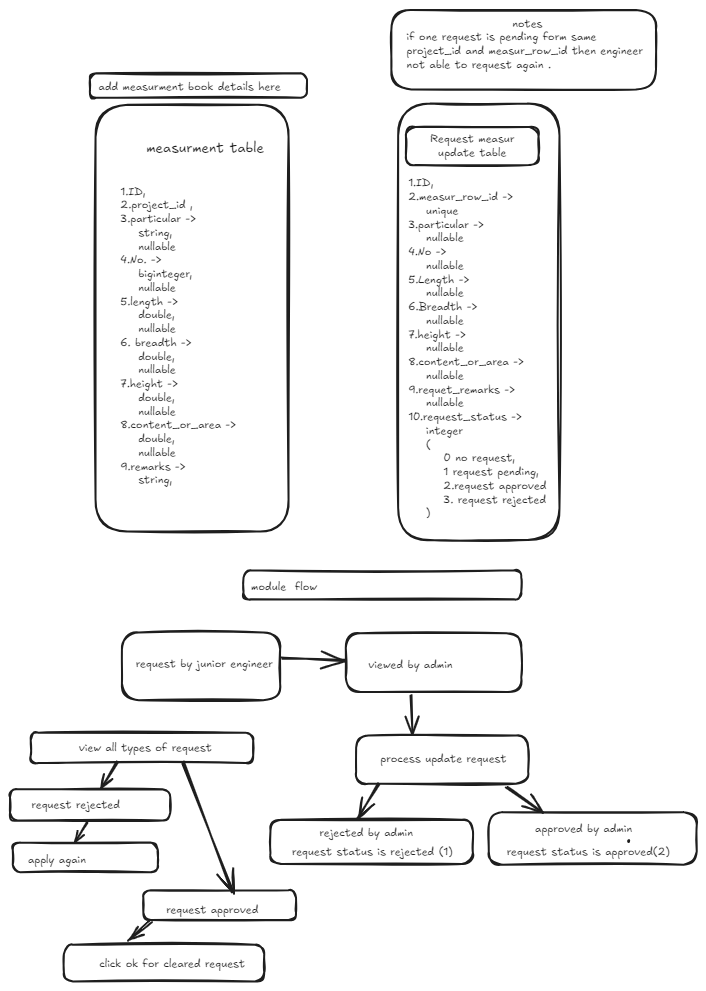 notes
if one request is pending form same
project_id and measur_row_id then engineer
not able to request again .
add measurment book details here
measurment table
1.ID,
2.project_id ,
3.particular ->
string,
nullable
4.No. ->
biginteger,
nullable
5.length ->
double,
nullable
6. breadth ->
double,
nullable
7.height ->
double,
nullable
8.content_or_area ->
double,
nullable
9.remarks ->
string,
Request measur
update table
1.ID,
2.measur_row_id ->
unique
3.particular ->
nullable
4.No ->
nullable
5.Length ->
nullable
6.Breadth ->
nullable
7.height ->
nullable
8.content_or_area ->
nullable
9.requet_remarks ->
nullable
10.request_status ->
integer
(
0 no request,
1 request pending,
2.request approved
3. request rejected
)
module flow
request by junior engineer
viewed by admin
process update request
rejected by admin
request status is rejected (1)
approved by admin
request status is approved(2)
view all types of request
request rejected
apply again
request approved
click ok for cleared request